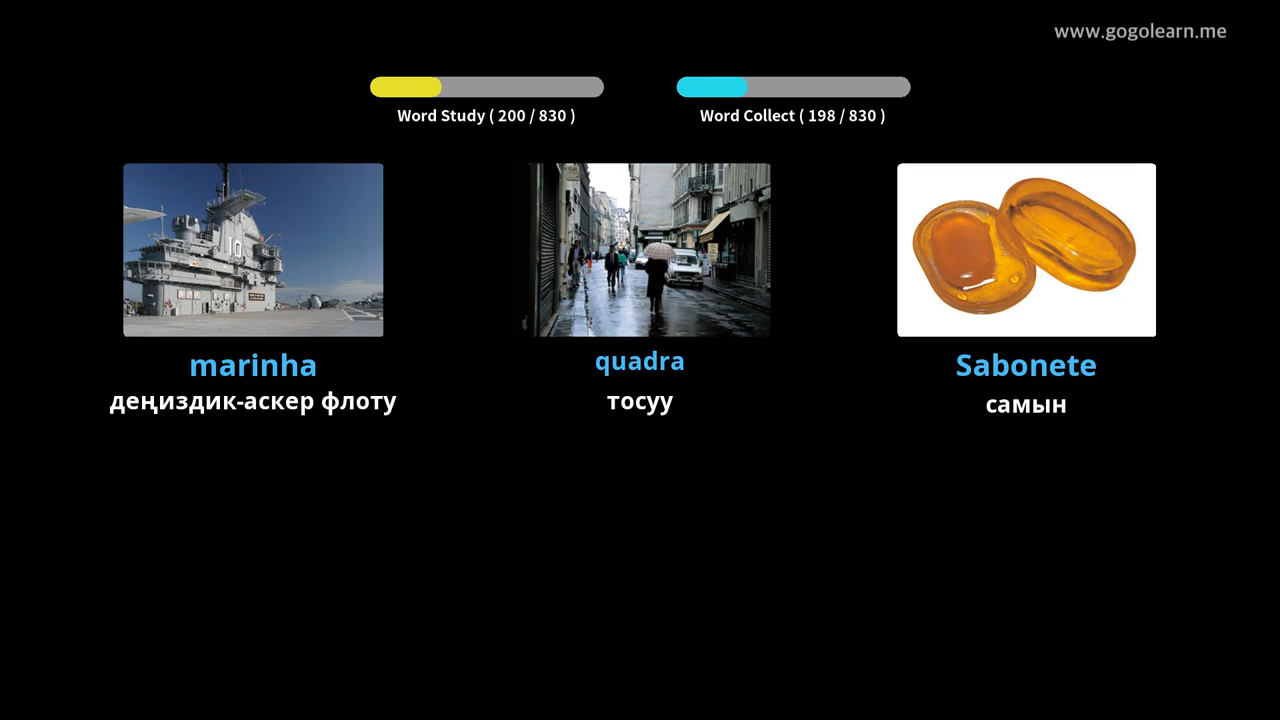 www.gogolearn.me
Word Study ( 200 / 830 )
Word Collect ( 198 / 830 )
10
marinha
деңиздик-аскер флоту
quadra
тосуу
Sabonete
самын